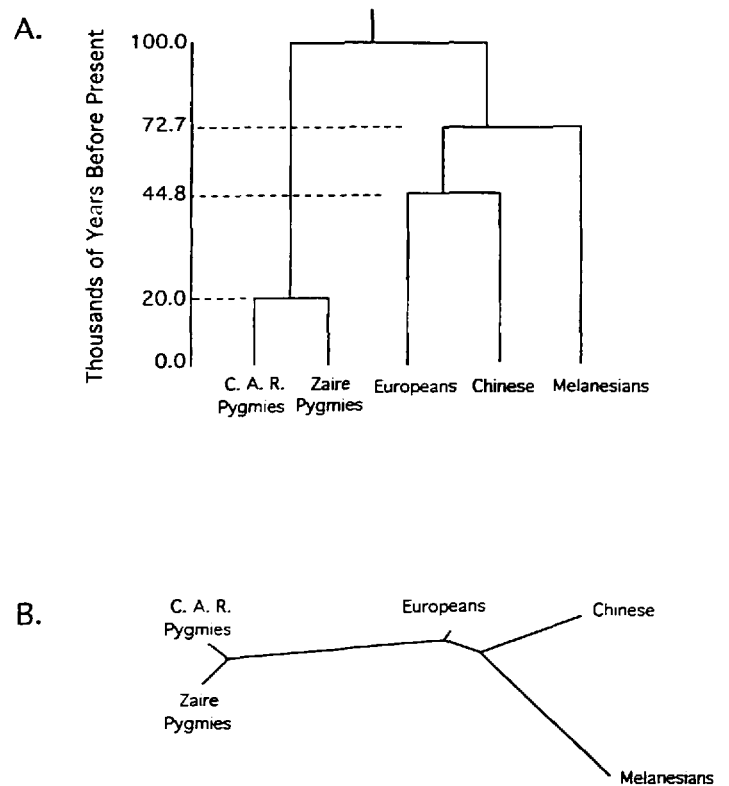 A.
Thousands of Years Before Present
100.0
72.7
44.8
20.0
0.0
C. A. R.
Pygmies
Zaire
Pygmies
Europeans
Chinese
Melanesians
B.
C. A. R.
Pygmies
Europeans
Chinese
Zaire
Pygmies
Melanesians